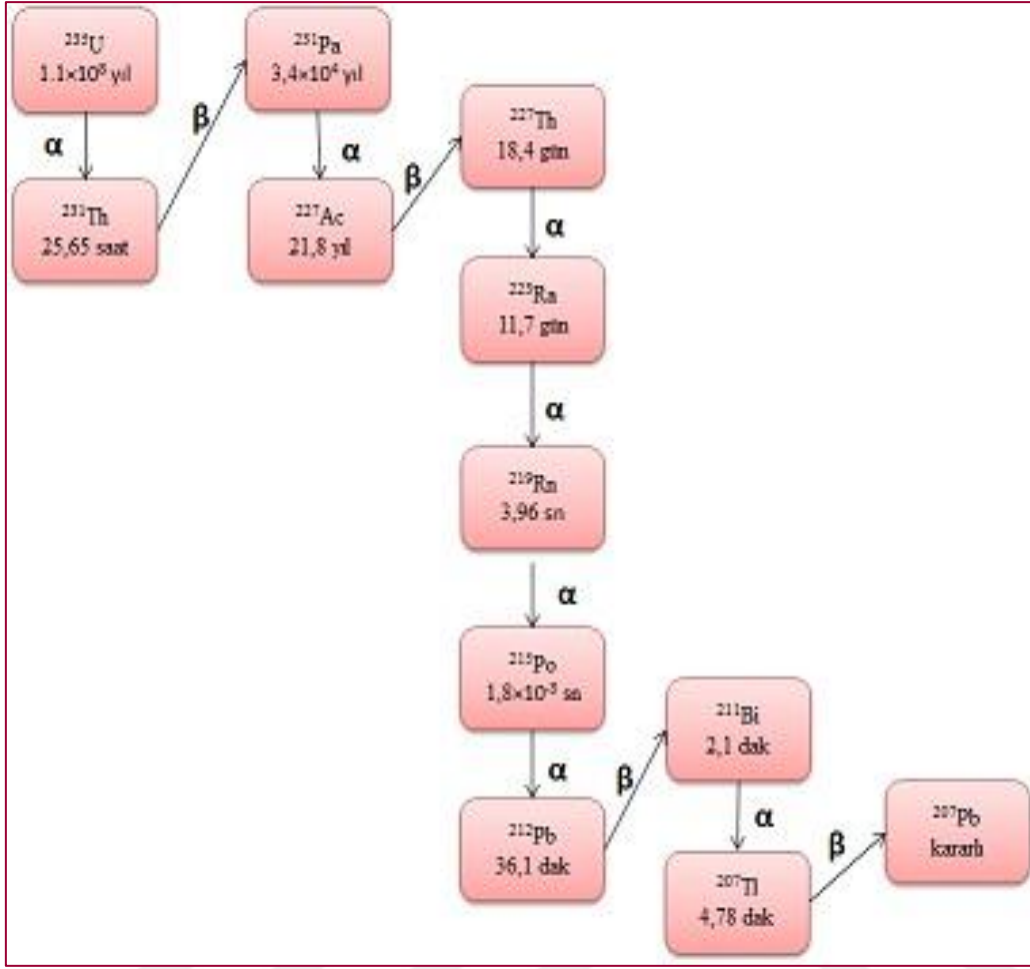 ²³⁵U
1.1×10⁸ yıl
α
²³¹Th
25,65 saat
β
²³¹Pa
3,4×10⁴ yıl
α
²²⁷Ac
21,8 yıl
β
²²⁷Th
18,4 gün
α
²²³Ra
11,7 gün
α
²¹⁹Rn
3,96 sn
α
²¹⁵Po
1,8×10⁻³ sn
α
²¹²Pb
36,1 dak
β
²¹¹Bi
2,1 dak
α
²⁰⁷Tl
4,78 dak
β
²⁰⁷Pb
kararlı